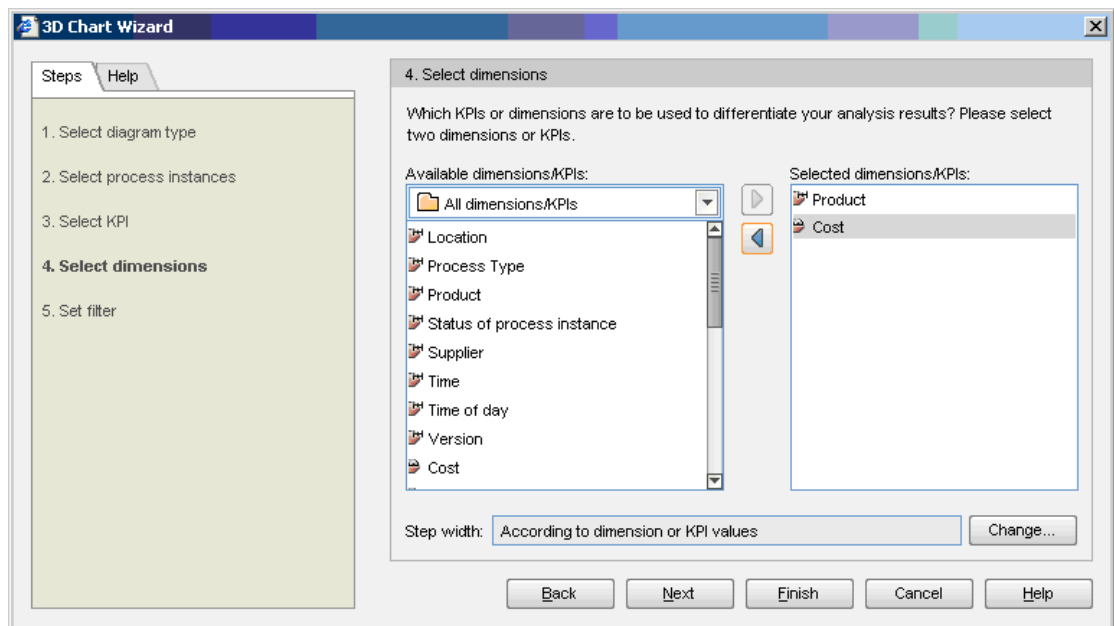 3D Chart Wizard
Steps
Help
1. Select diagram type
2. Select process instances
3. Select KPI
4. Select dimensions
5. Set filter
4. Select dimensions
Which KPIs or dimensions are to be used to differentiate your analysis results? Please select
two dimensions or KPIs.
Available dimensions/KPIs:
All dimensions/KPIs
Location
Process Type
Product
Status of process instance
Supplier
Time
Time of day
Version
Cost
Selected dimensions/KPIs:
Product
Cost
Step width: According to dimension or KPI values Change...
Back Next Finish Cancel Help